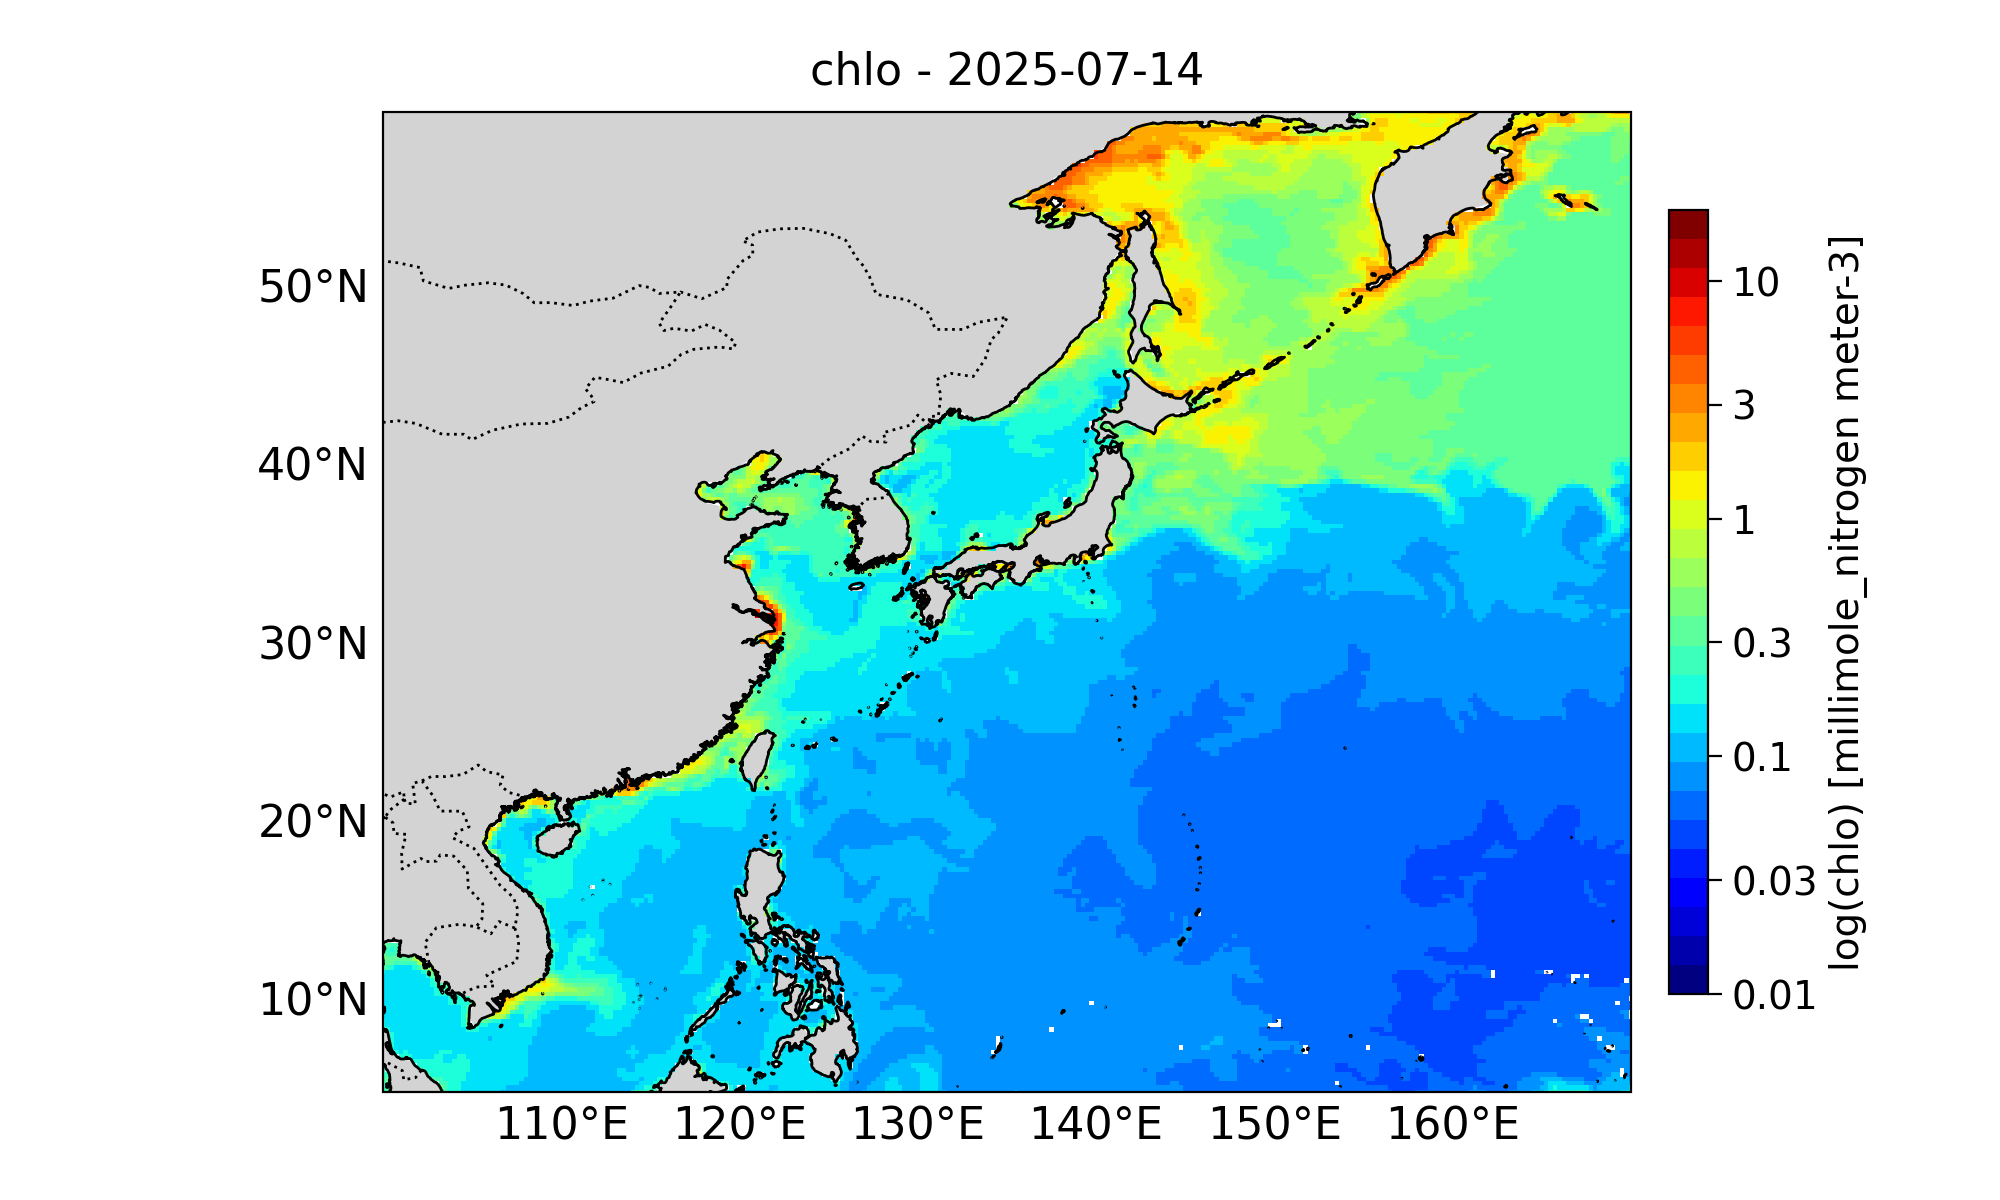 chlo - 2025-07-14
50°N
40°N
30°N
20°N
10°N
110°E
120°E
130°E
140°E
150°E
160°E
10
3
1
0.3
0.1
0.03
0.01
log(chlo) [millimole_nitrogen meter-3]